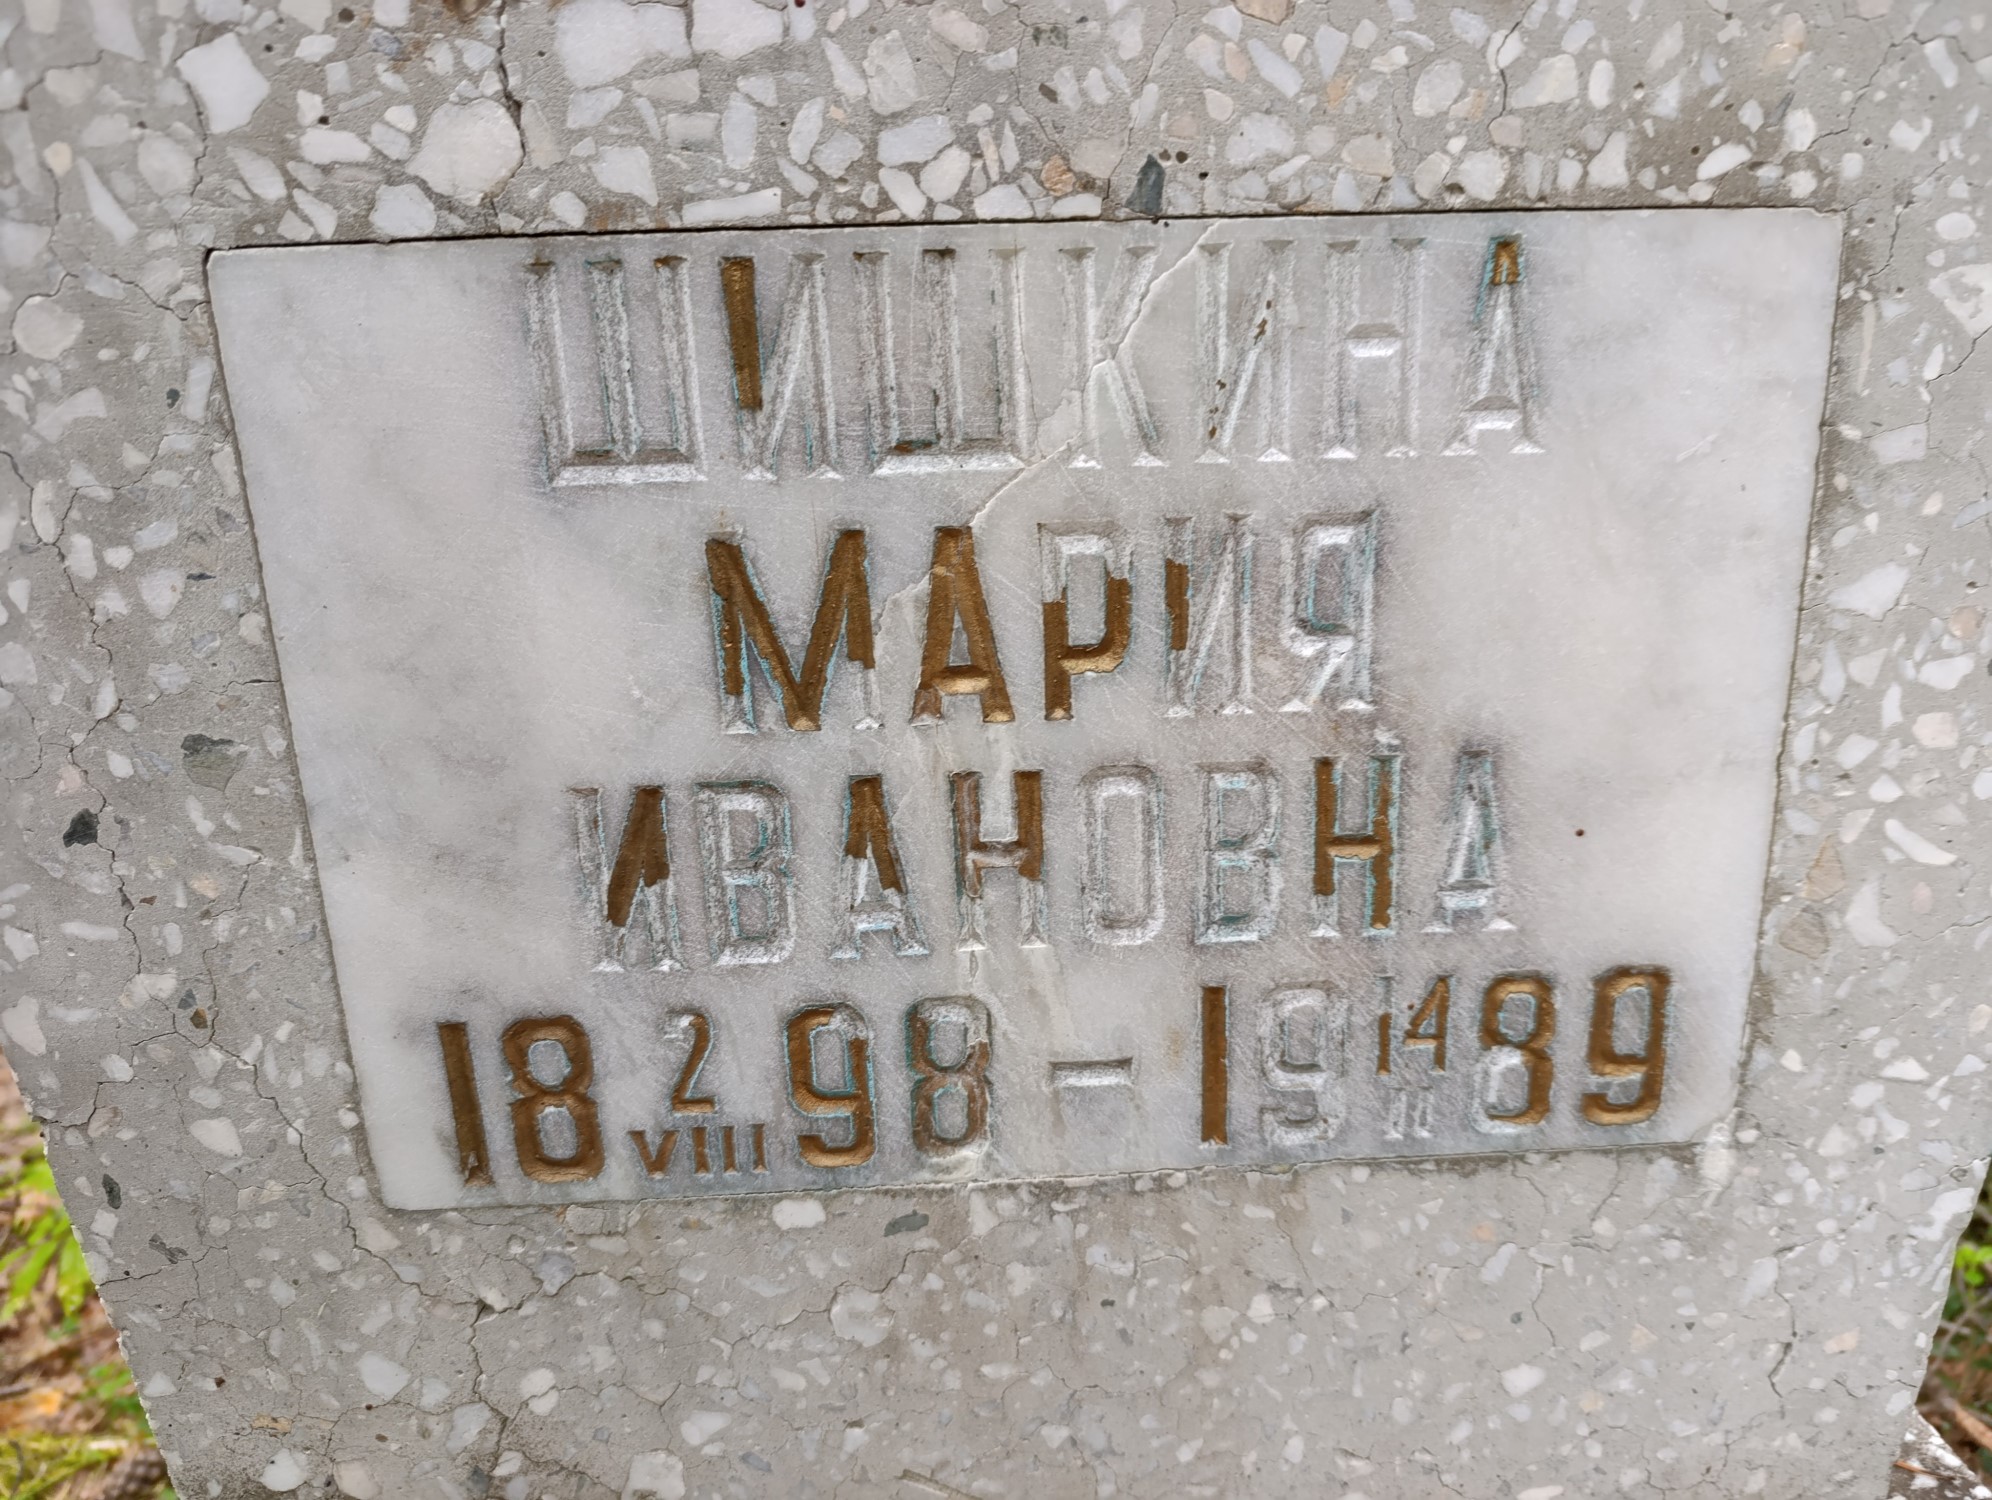 ШИШКИНА
МАРИЯ
ИВАНОВНА
18 2/VIII 98 – 19 14/II 89